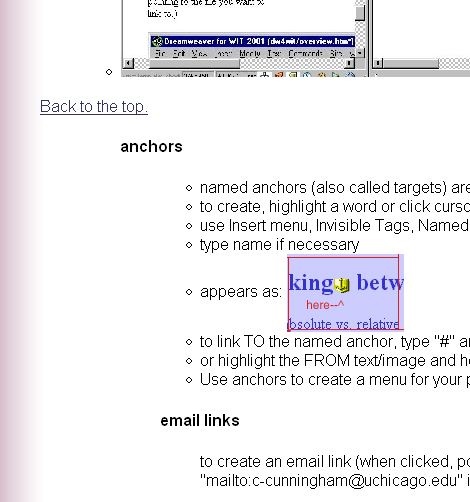 pointing to the file you want to
link to.)
Dreamweaver for WIT 2001 (dw4wit/overview.htm*)
File Edit View Insert Modify Text Commands Site
Back to the top.
anchors
named anchors (also called targets) are
to create, highlight a word or click curso
use Insert menu, Invisible Tags, Named
type name if necessary
appears as:
king betw
here--^
bsolute vs. relative
to link TO the named anchor, type "#" a
or highlight the FROM text/image and h
Use anchors to create a menu for your p
email links
to create an email link (when clicked, po
"mailto:c-cunningham@uchicago.edu" i